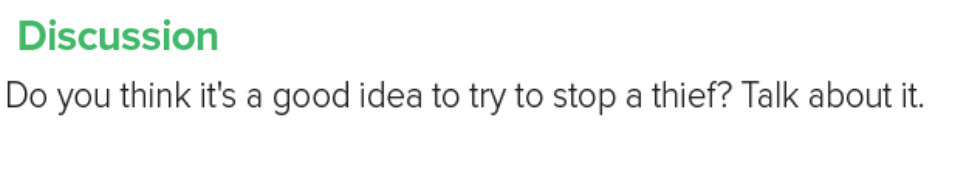 Discussion
Do you think it's a good idea to try to stop a thief? Talk about it.